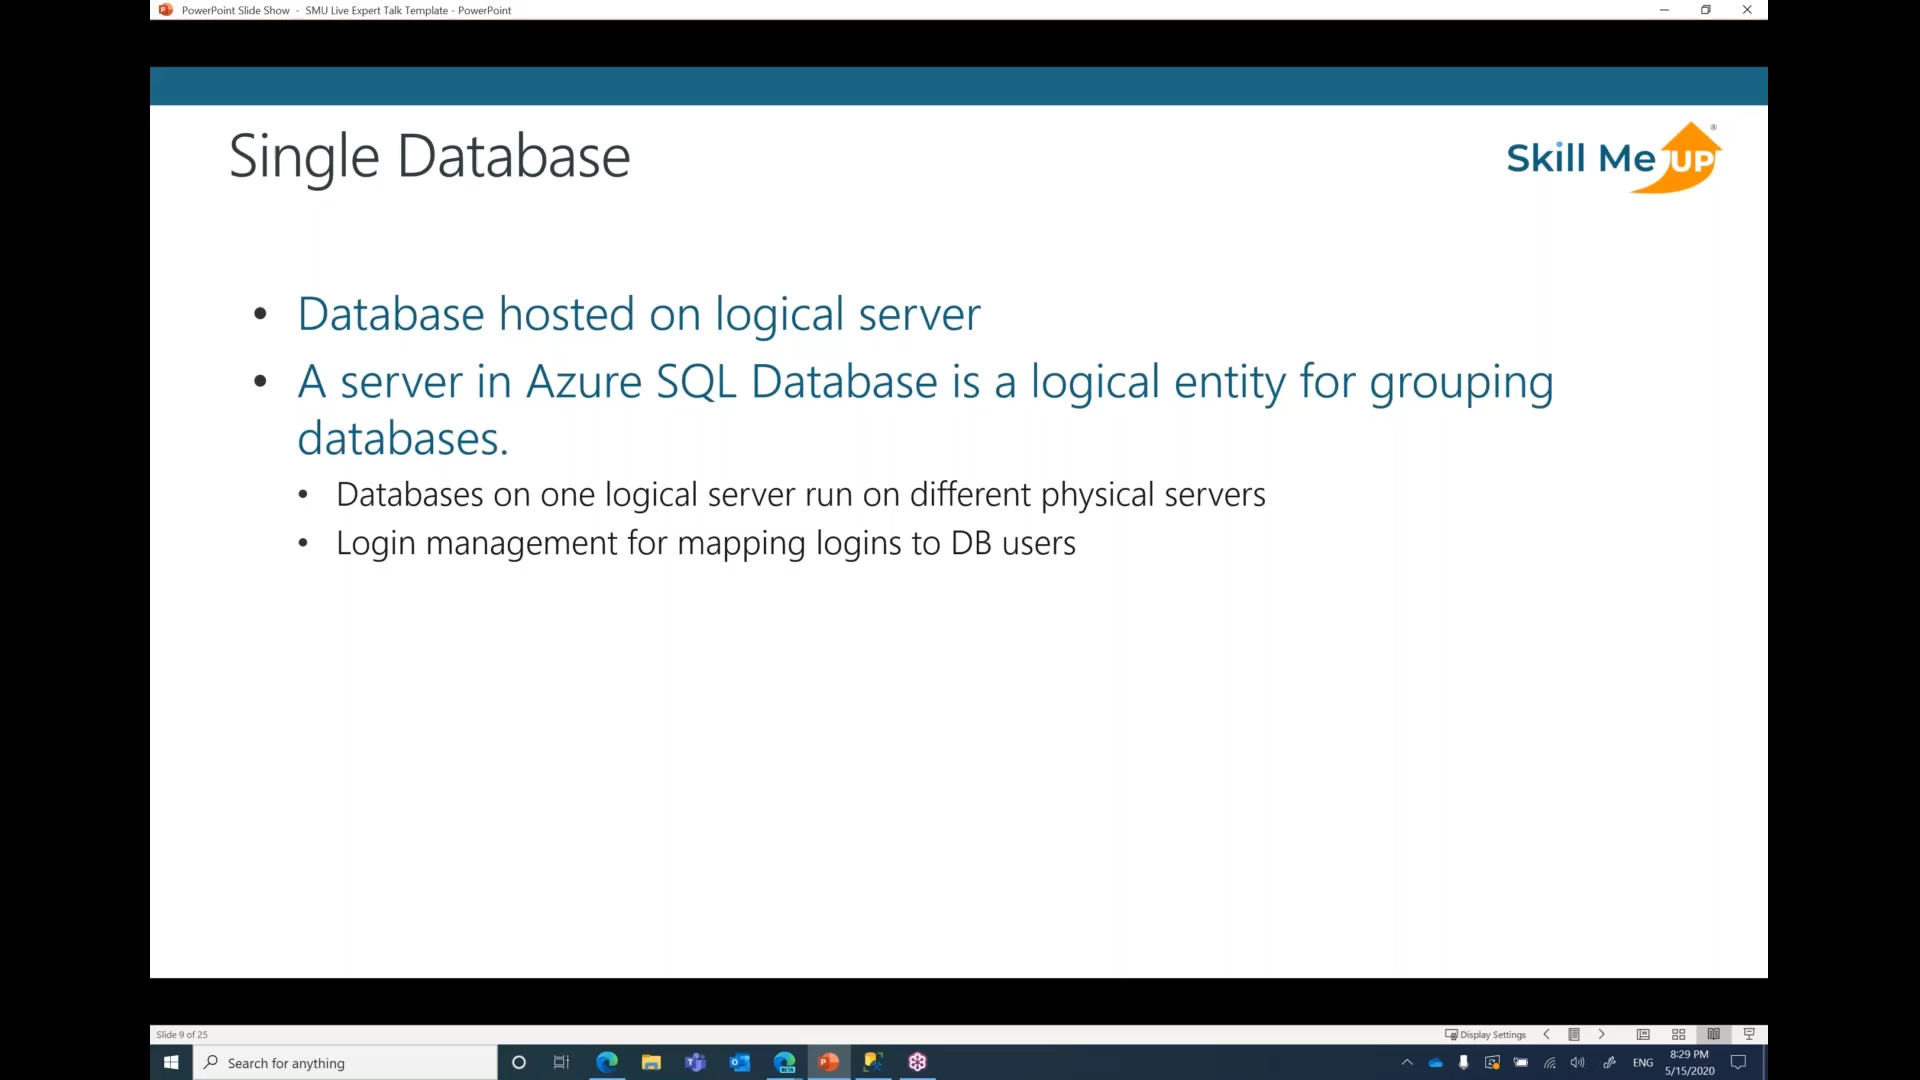 PowerPoint Slide Show - SMU Live Expert Talk Template - PowerPoint
Single Database
Skill Me UP®
• Database hosted on logical server
• A server in Azure SQL Database is a logical entity for grouping
databases.
• Databases on one logical server run on different physical servers
• Login management for mapping logins to DB users
Slide 9 of 25
Display Settings
Search for anything
BETA
ENG
8:29 PM
5/15/2020